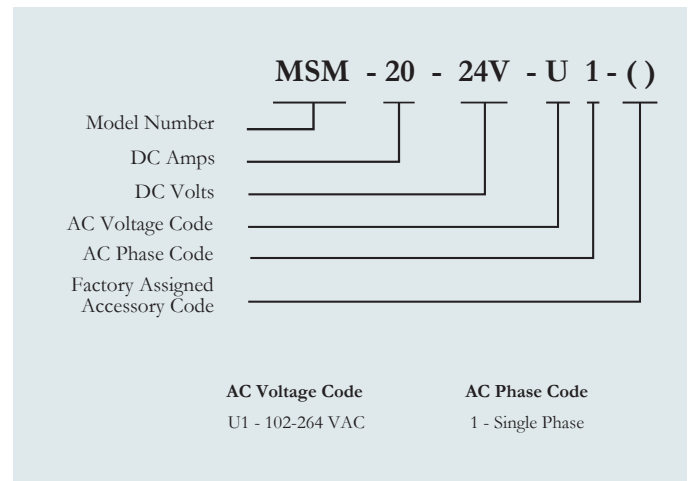 MSM - 20 - 24V - U 1 - ( )
Model Number
DC Amps
DC Volts
AC Voltage Code
AC Phase Code
Factory Assigned
Accessory Code
AC Voltage Code
U1 - 102-264 VAC
AC Phase Code
1 - Single Phase